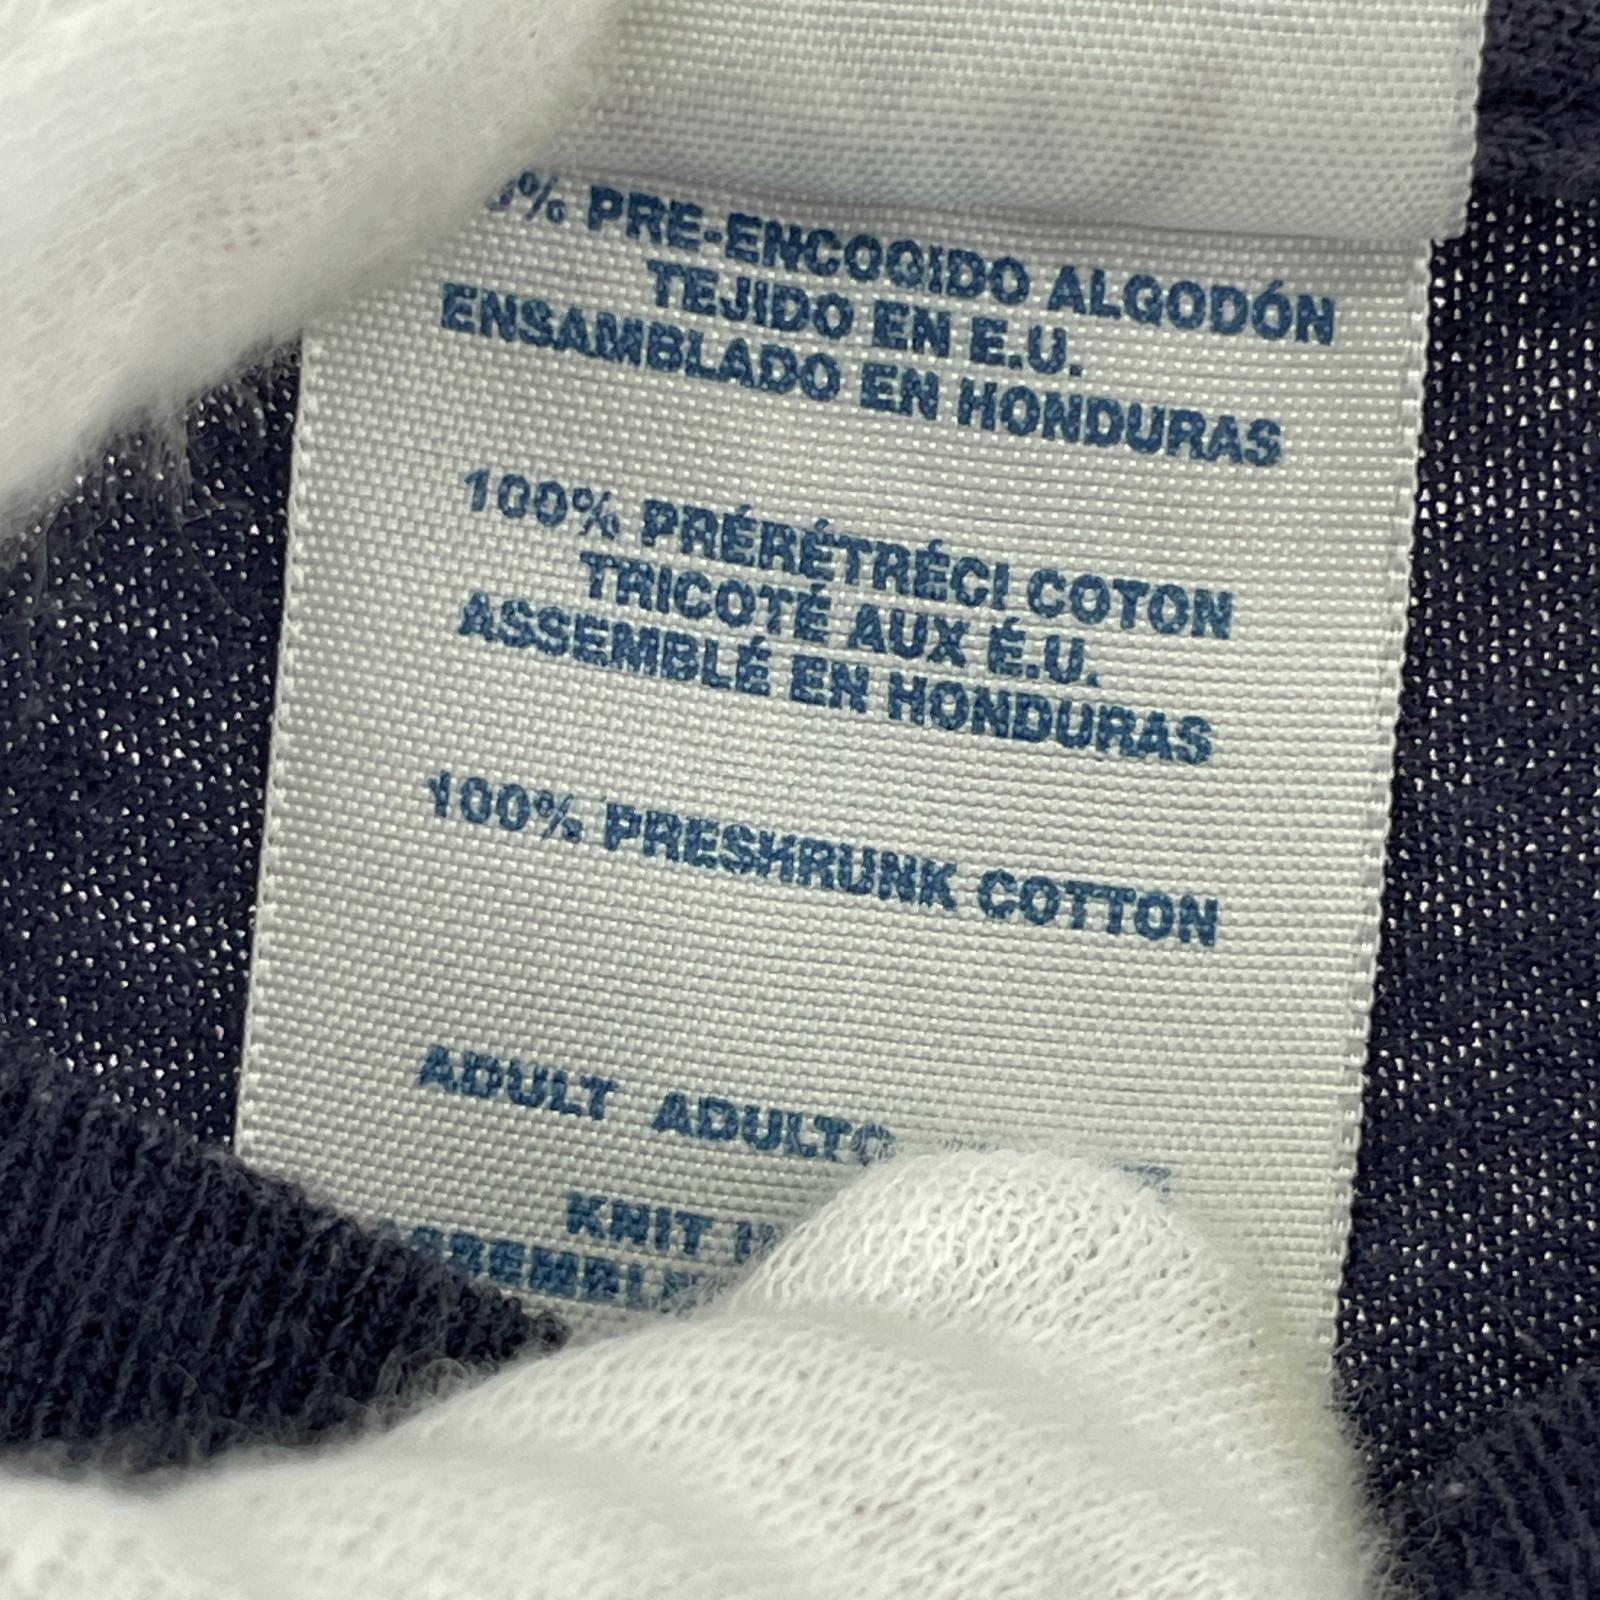 % PRE-ENCOGIDO ALGODÓN
TEJIDO EN E.U.
ENSAMBLADO EN HONDURAS
100% PRÉRÉTRÉCI COTON
TRICOTÉ AUX É.U.
ASSEMBLÉ EN HONDURAS
100% PRESHRUNK COTTON
ADULT ADULTO
KNIT